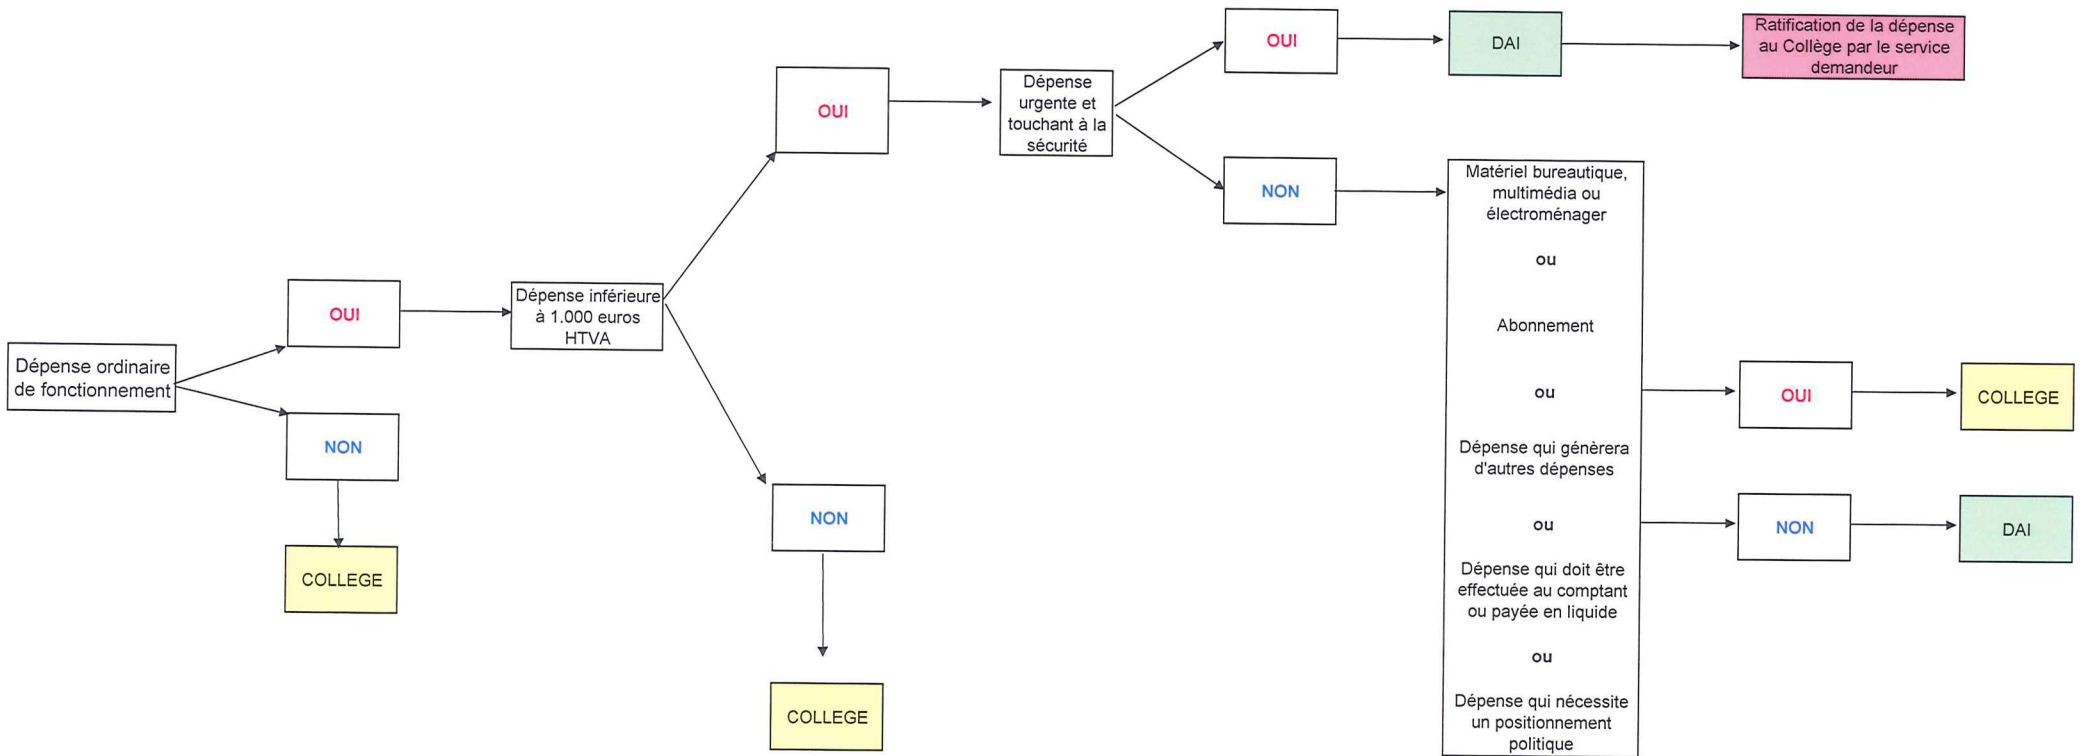 Dépense ordinaire
de fonctionnement
OUI
NON
COLLEGE
Dépense inférieure
à 1.000 euros
HTVA
OUI
NON
COLLEGE
Dépense
urgente et
touchant à la
sécurité
OUI
DAI
Ratification de la dépense
au Collège par le service
demandeur
NON
Matériel bureautique,
multimédia ou
électroménager
ou
Abonnement
ou
Dépense qui génèrera
d'autres dépenses
ou
Dépense qui doit être
effectuée au comptant
ou payée en liquide
ou
Dépense qui nécessite
un positionnement
politique
OUI
COLLEGE
NON
DAI